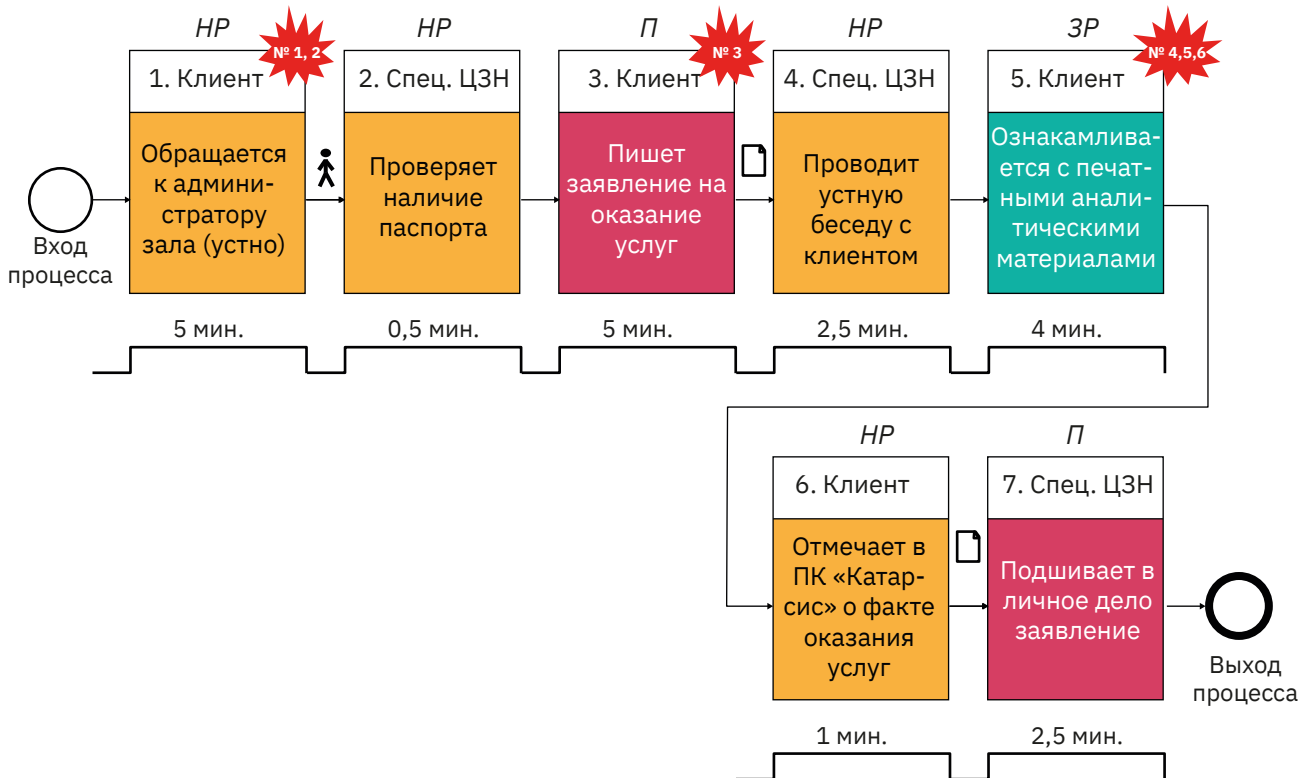 НР
НР
П
НР
ЗР
№ 1, 2
№ 3
№ 4,5,6
1. Клиент
2. Спец. ЦЗН
3. Клиент
4. Спец. ЦЗН
5. Клиент
Вход
процесса
Обращается
к админи-
стратору
зала (устно)
Проверяет
наличие
паспорта
Пишет
заявление на
оказание
услуг
Проводит
устную
беседу с
клиентом
Ознакамлива-
ется с печат-
ными анали-
тическими
материалами
5 мин.
0,5 мин.
5 мин.
2,5 мин.
4 мин.
НР
П
6. Клиент
7. Спец. ЦЗН
Отмечает в
ПК «Катар-
сис» о факте
оказания
услуг
Подшивает в
личное дело
заявление
Выход
процесса
1 мин.
2,5 мин.